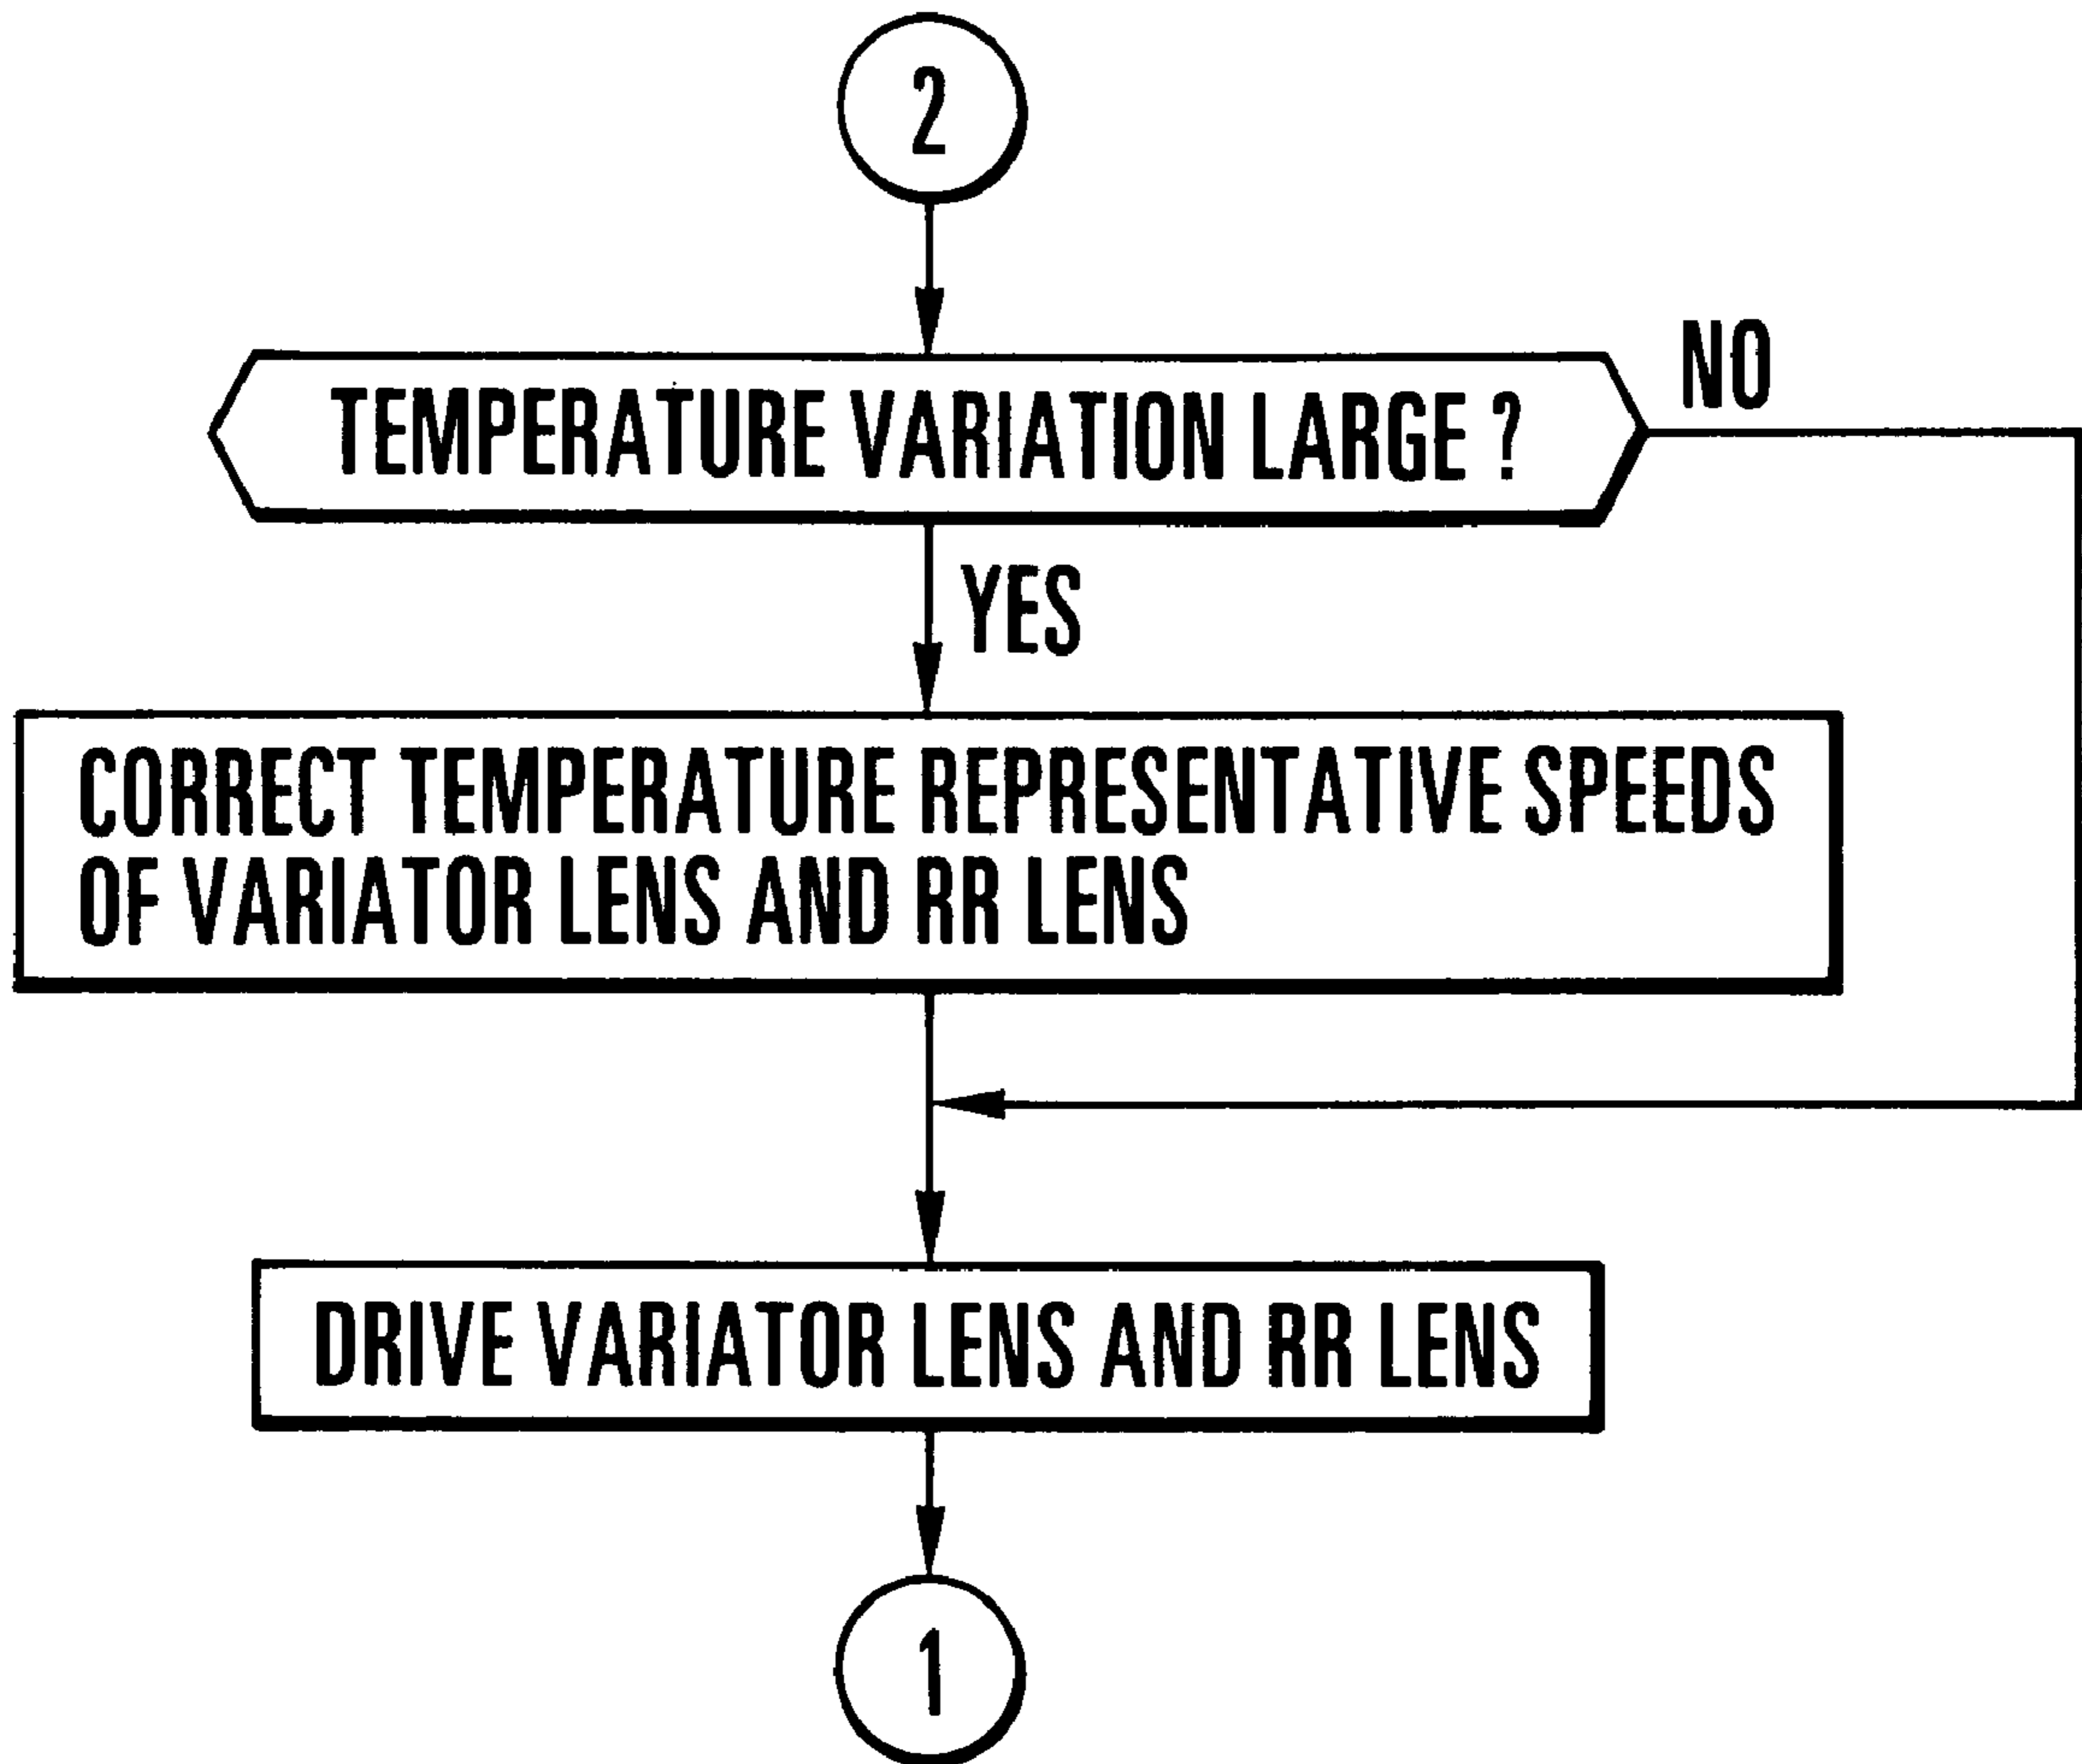 2
TEMPERATURE VARIATION LARGE ?
NO
YES
CORRECT TEMPERATURE REPRESENTATIVE SPEEDS
OF VARIATOR LENS AND RR LENS
DRIVE VARIATOR LENS AND RR LENS
1